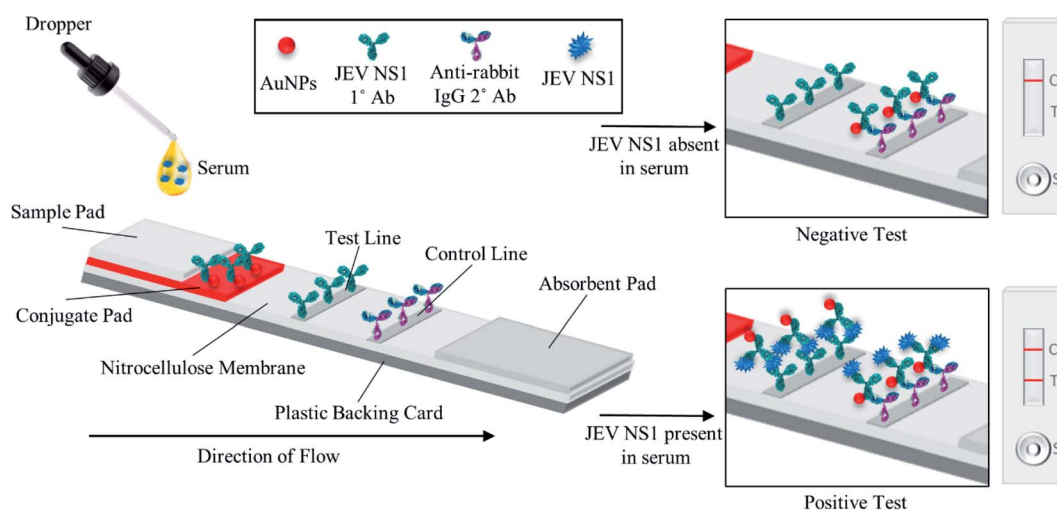 Dropper
AuNPs
JEV NS1
1° Ab
Anti-rabbit
IgG 2° Ab
JEV NS1
Serum
Sample Pad
Test Line
Control Line
Absorbent Pad
Conjugate Pad
Nitrocellulose Membrane
Plastic Backing Card
Direction of Flow
JEV NS1 absent
in serum
C
T
S
Negative Test
JEV NS1 present
in serum
C
T
S
Positive Test